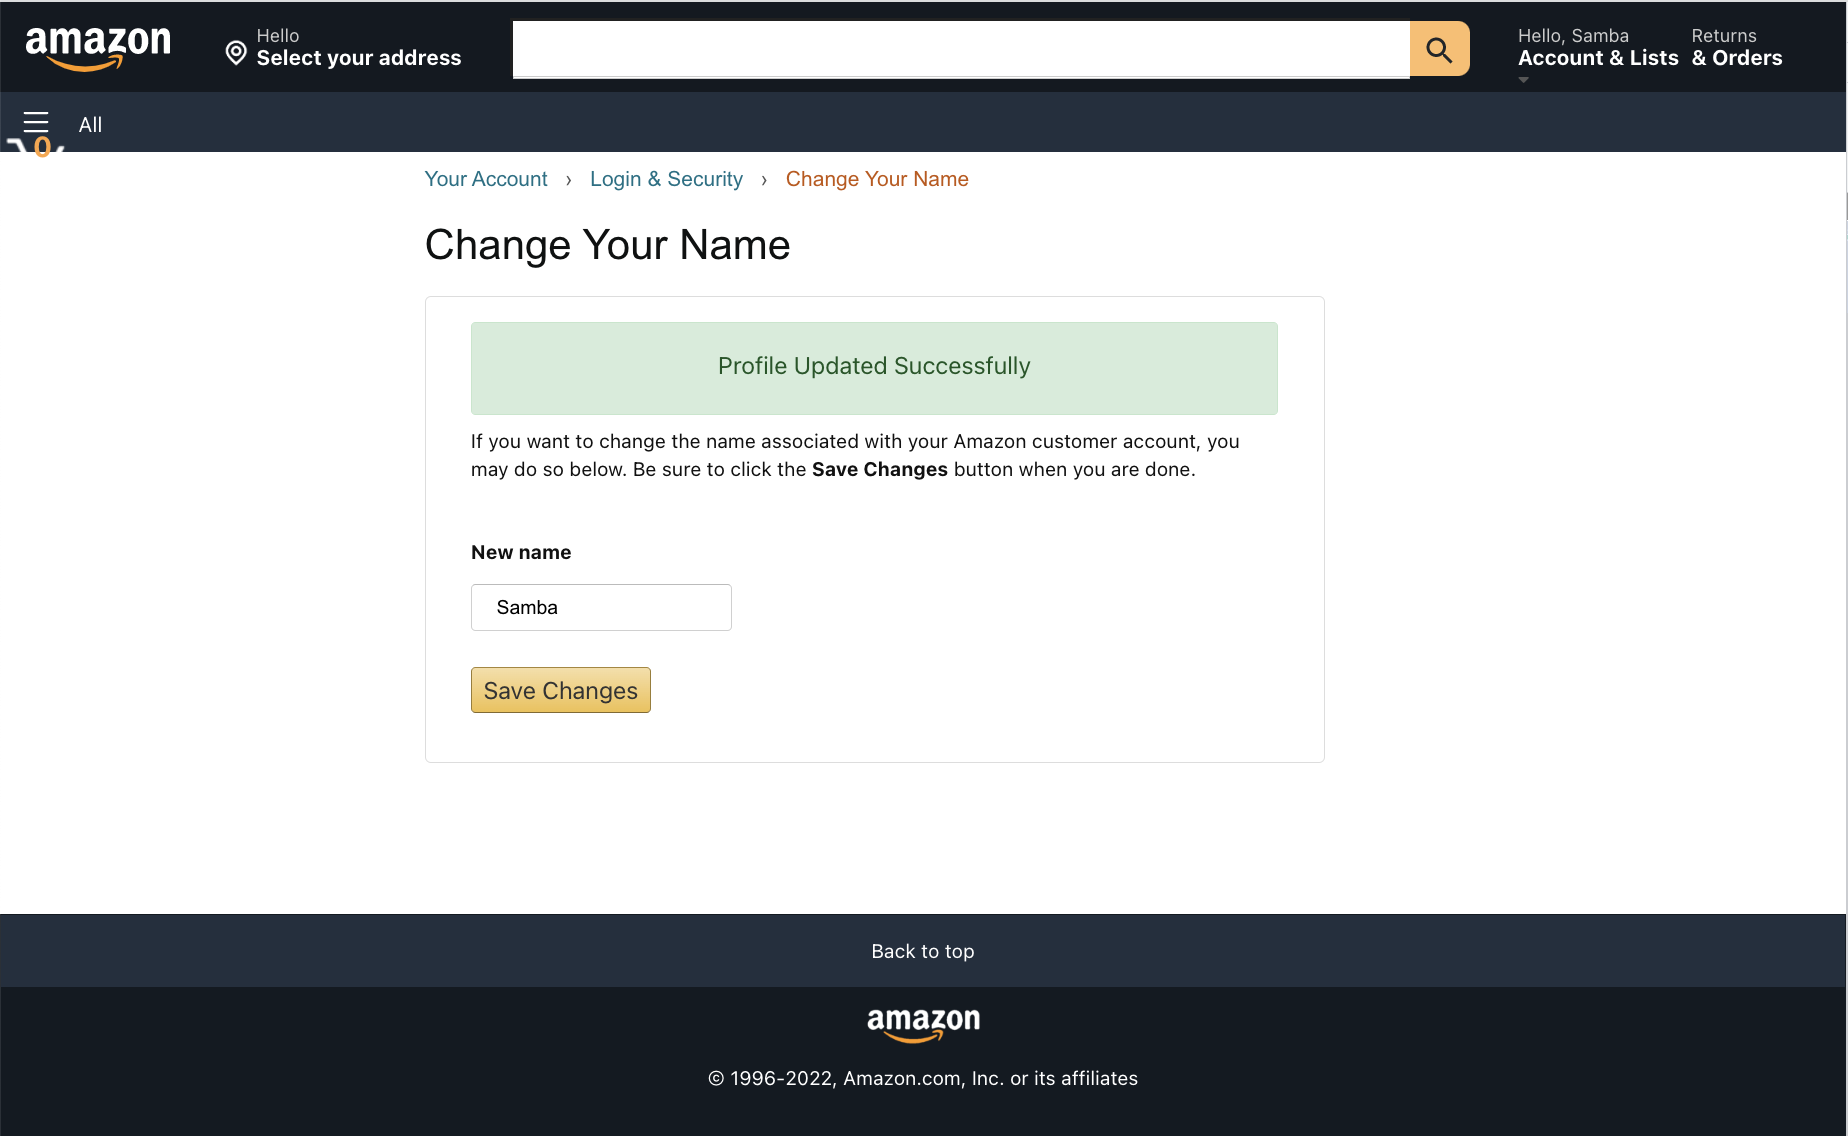 amazon
Hello
Select your address
Hello, Samba
Account & Lists
Returns
& Orders
All
0
Your Account › Login & Security › Change Your Name
Change Your Name
Profile Updated Successfully
If you want to change the name associated with your Amazon customer account, you
may do so below. Be sure to click the Save Changes button when you are done.
New name
Samba
Save Changes
Back to top
amazon
© 1996-2022, Amazon.com, Inc. or its affiliates